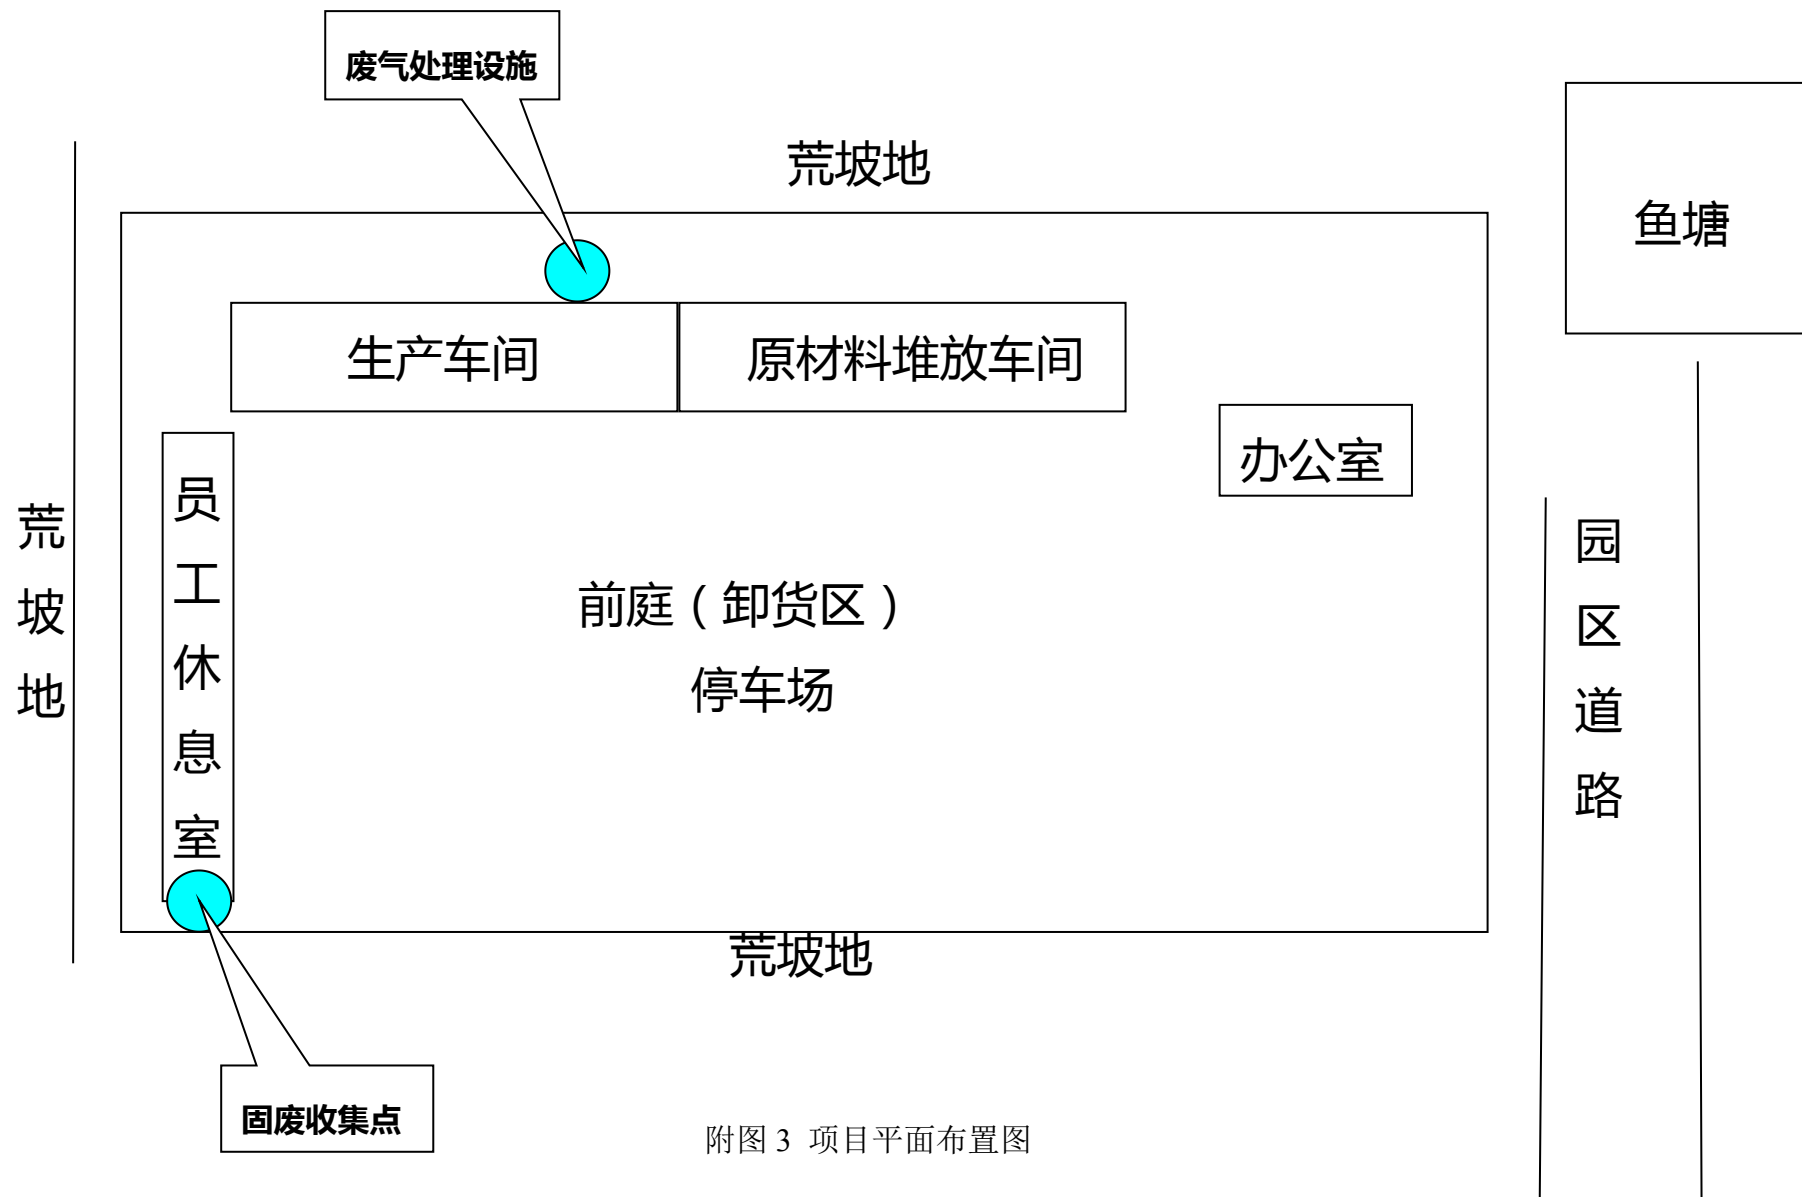 废气处理设施
荒坡地
鱼塘
生产车间
原材料堆放车间
办公室
荒坡地
员工休息室
园区道路
前庭（卸货区）
停车场
荒坡地
固废收集点
附图 3 项目平面布置图